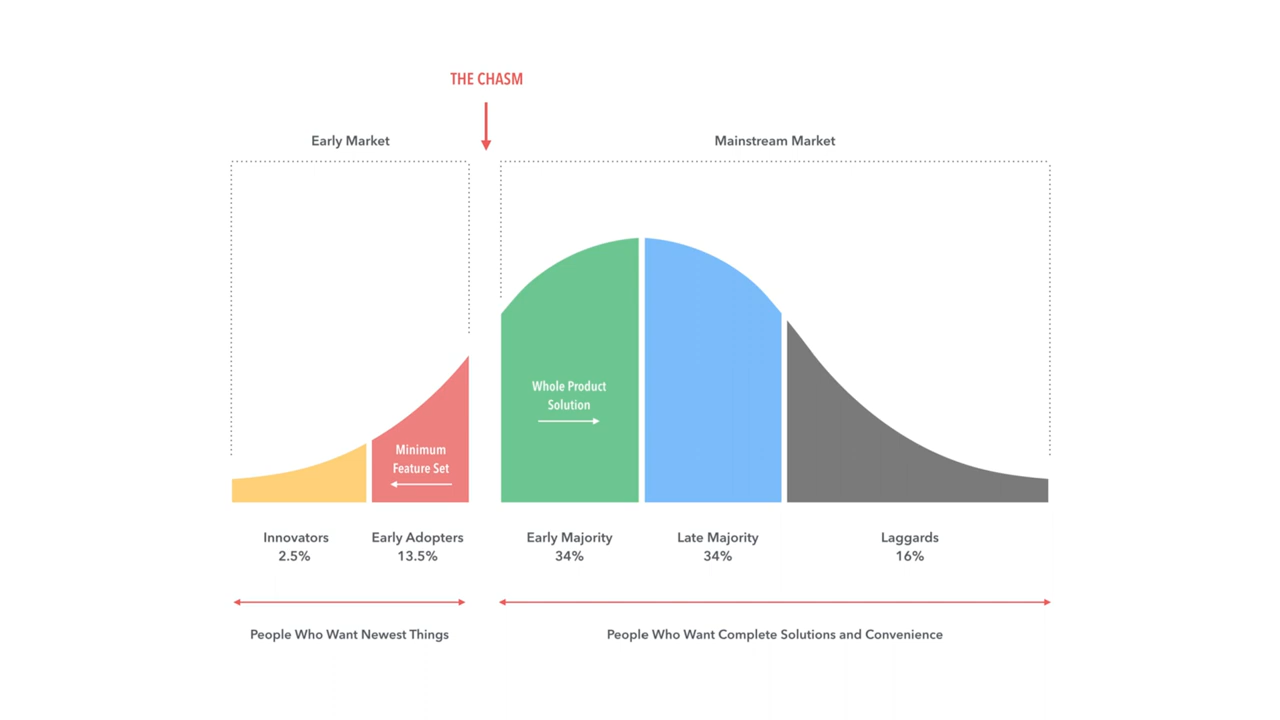 THE CHASM
Early Market
Mainstream Market
Whole Product
Solution
Minimum
Feature Set
Innovators
2.5%
Early Adopters
13.5%
Early Majority
34%
Late Majority
34%
Laggards
16%
People Who Want Newest Things
People Who Want Complete Solutions and Convenience